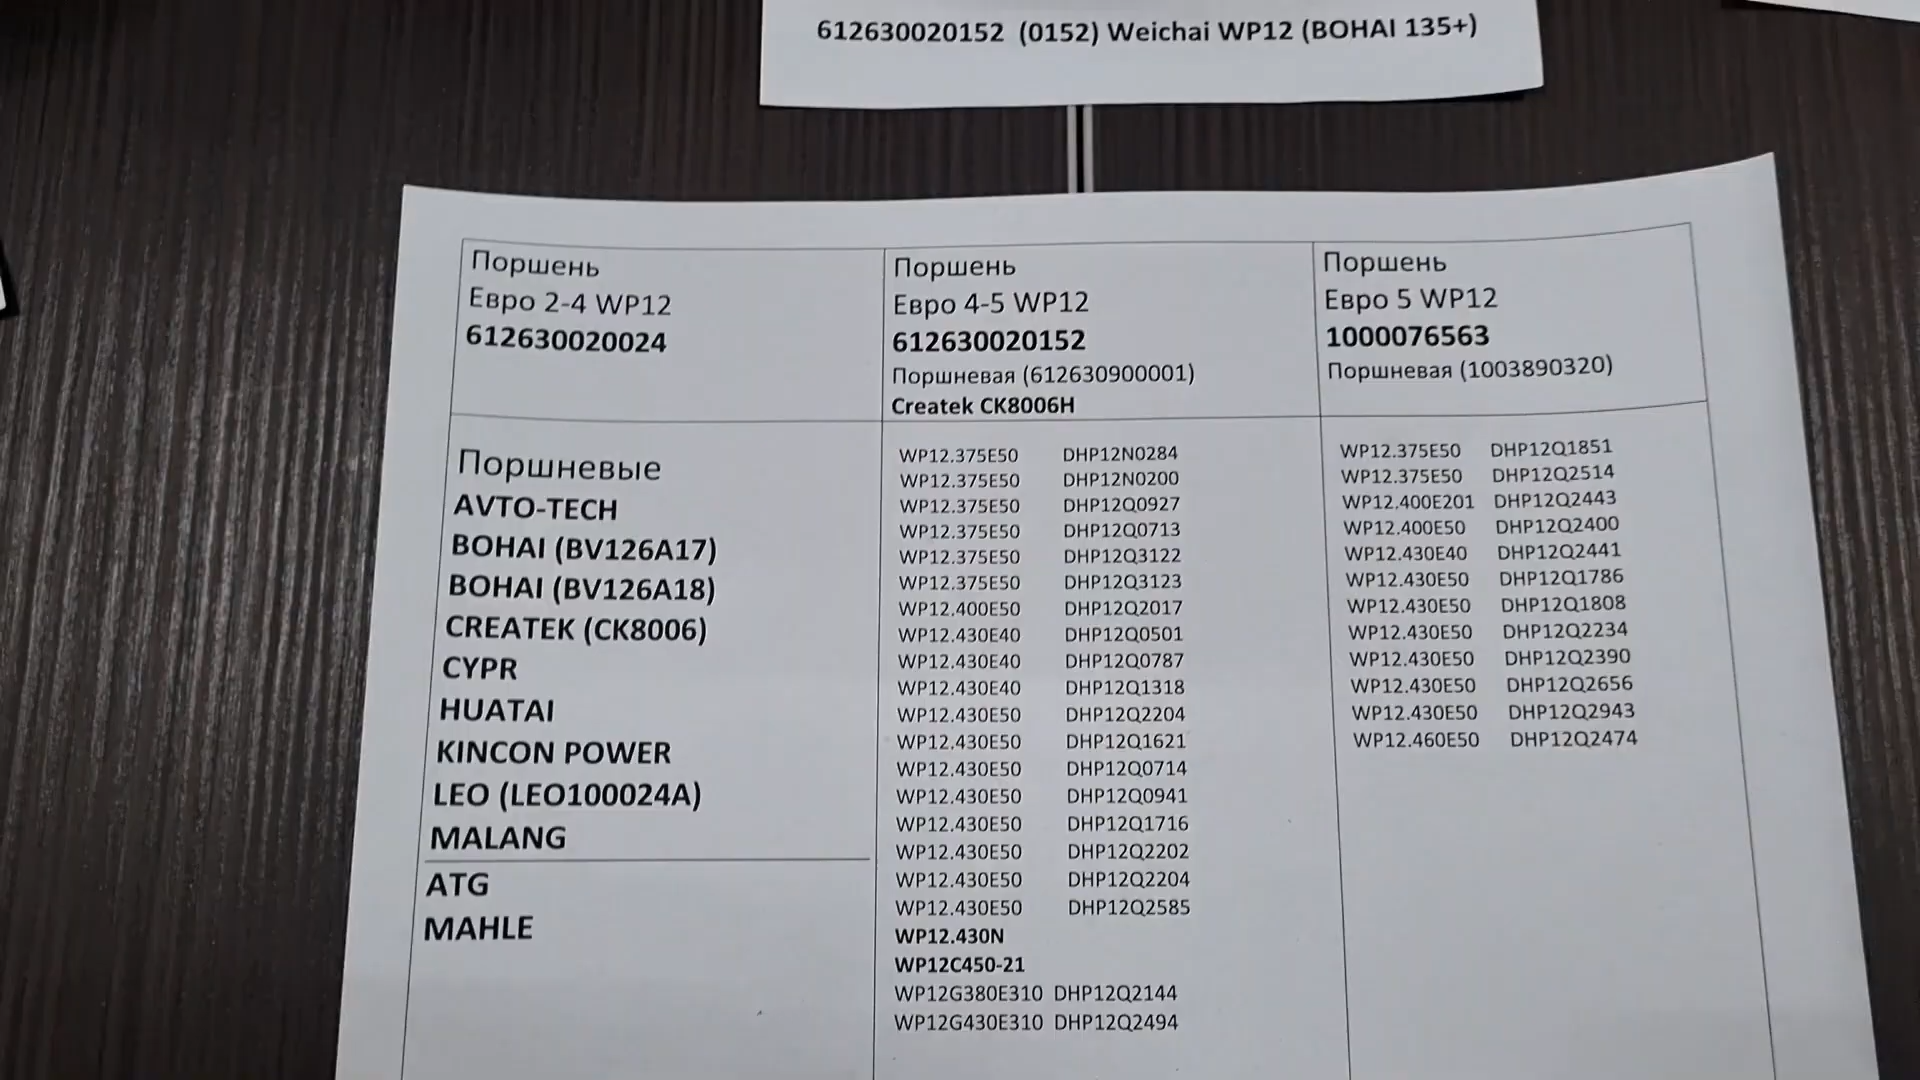 612630020152 (0152) Weichai WP12 (BOHAI 135+)
Поршень
Евро 2-4 WP12
612630020024
Поршневые
AVTO-TECH
BOHAI (BV126A17)
BOHAI (BV126A18)
CREATEK (CK8006)
CYPR
HUATAI
KINCON POWER
LEO (LEO100024A)
MALANG
ATG
MAHLE
Поршень
Евро 4-5 WP12
612630020152
Поршневая (612630900001)
Createk CK8006H
WP12.375E50 DHP12N0284
WP12.375E50 DHP12N0200
WP12.375E50 DHP12Q0927
WP12.375E50 DHP12Q0713
WP12.375E50 DHP12Q3122
WP12.375E50 DHP12Q3123
WP12.400E50 DHP12Q2017
WP12.430E40 DHP12Q0501
WP12.430E40 DHP12Q0787
WP12.430E40 DHP12Q1318
WP12.430E50 DHP12Q2204
WP12.430E50 DHP12Q1621
WP12.430E50 DHP12Q0714
WP12.430E50 DHP12Q0941
WP12.430E50 DHP12Q1716
WP12.430E50 DHP12Q2202
WP12.430E50 DHP12Q2204
WP12.430E50 DHP12Q2585
WP12.430N
WP12C450-21
WP12G380E310 DHP12Q2144
WP12G430E310 DHP12Q2494
Поршень
Евро 5 WP12
1000076563
Поршневая (1003890320)
WP12.375E50 DHP12Q1851
WP12.375E50 DHP12Q2514
WP12.400E201 DHP12Q2443
WP12.400E50 DHP12Q2400
WP12.430E40 DHP12Q2441
WP12.430E50 DHP12Q1786
WP12.430E50 DHP12Q1808
WP12.430E50 DHP12Q2234
WP12.430E50 DHP12Q2390
WP12.430E50 DHP12Q2656
WP12.430E50 DHP12Q2943
WP12.460E50 DHP12Q2474